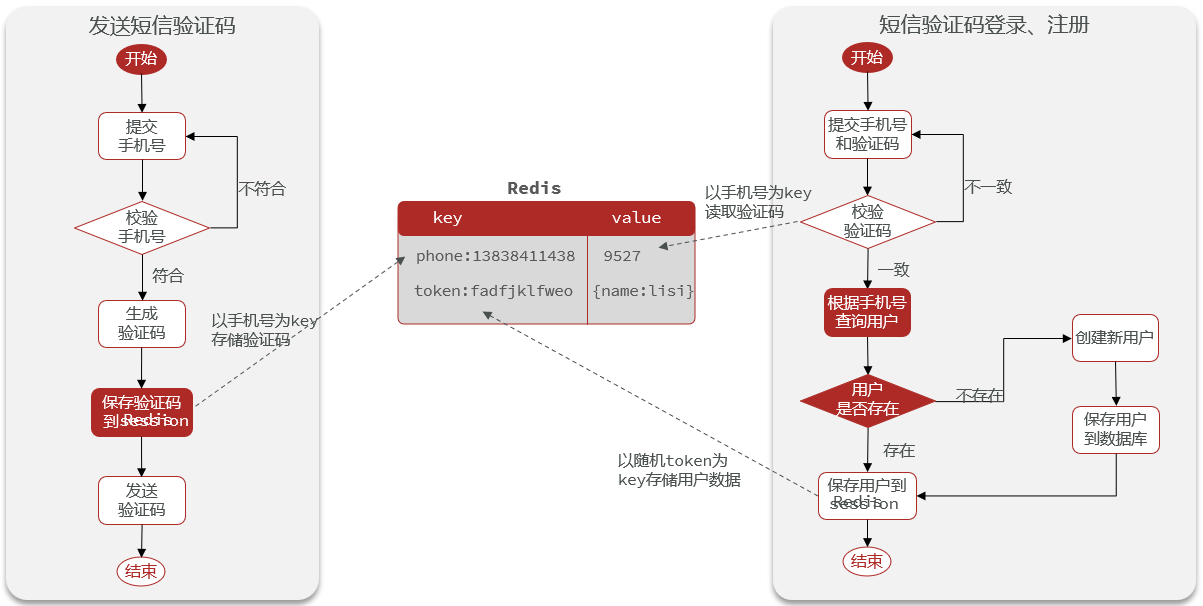 发送短信验证码
开始
提交
手机号
不符合
校验
手机号
符合
生成
验证码
以手机号为key
存储验证码
保存验证码
到session
Redis
发送
验证码
结束
Redis
key value
phone:13838411438 9527
token:fadfjklfweo {name:lisi}
短信验证码登录、注册
开始
提交手机号
和验证码
不一致
以手机号为key
读取验证码
校验
验证码
一致
根据手机号
查询用户
创建新用户
用户
是否存在
不存在
保存用户
到数据库
存在
以随机token为
key存储用户数据
保存用户到
session
Redis
结束